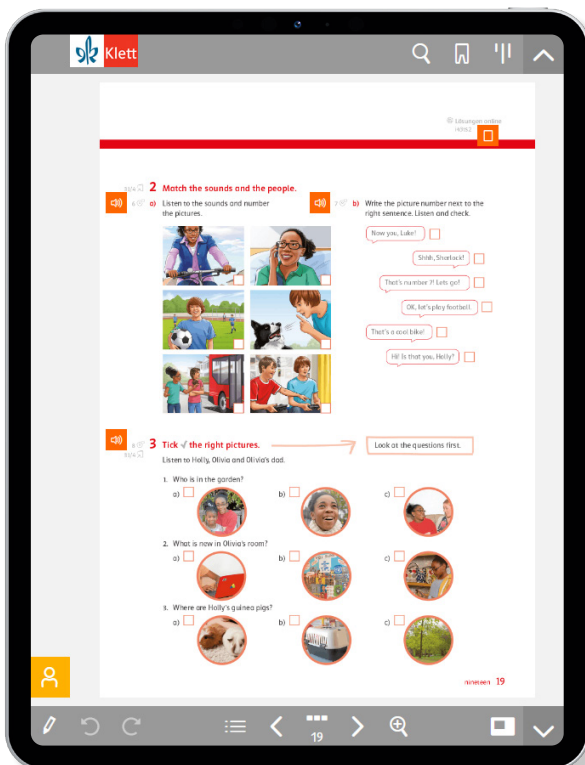 Klett
Lösungen online
2 Match the sounds and the people.
6 a) Listen to the sounds and number
the pictures.
7 b) Write the picture number next to the
right sentence. Listen and check.
Now you, Luke!
Shhh, Sherlock!
That's number 7! Lets go!
OK, let's play football.
That's a cool bike!
Hi! Is that you, Holly?
3 Tick ✓ the right pictures.
Look at the questions first.
Listen to Holly, Olivia and Olivia's dad.
1. Who is in the garden?
a) b) c)
2. What is new in Olivia's room?
a) b) c)
3. Where are Holly's guinea pigs?
a) b) c)
nineteen 19
19